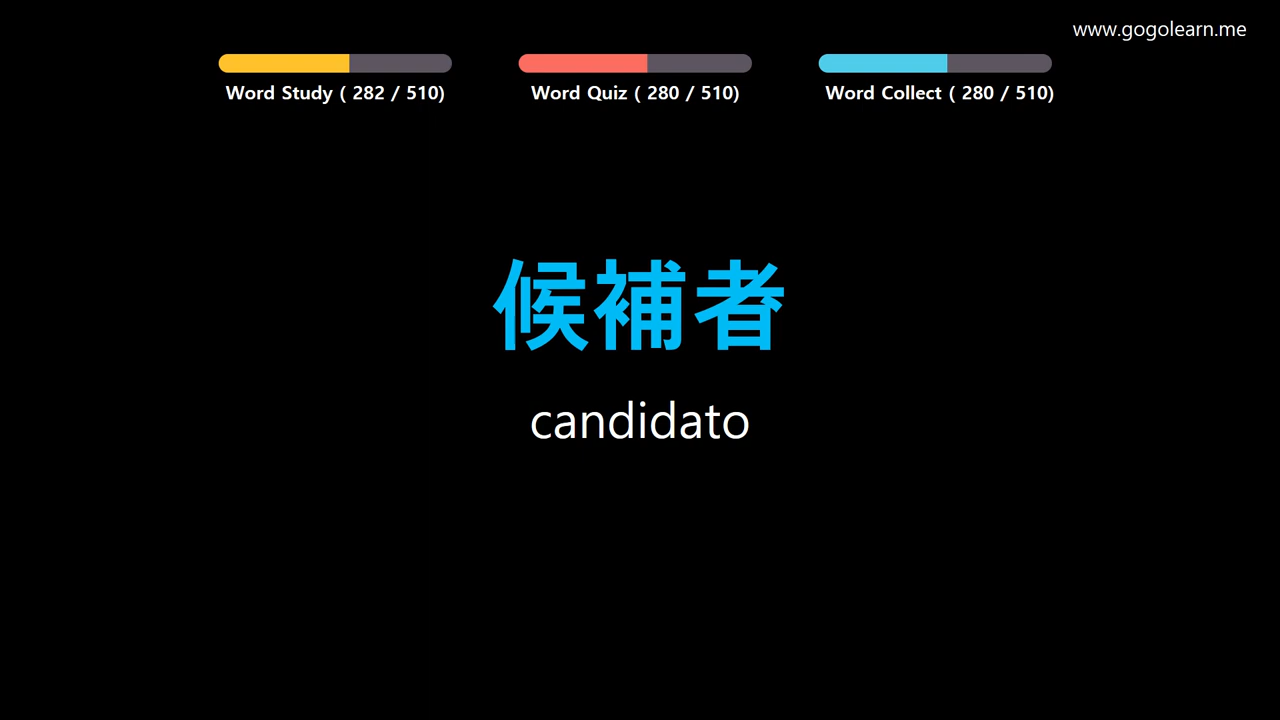 www.gogolearn.me
Word Study ( 282 / 510)
Word Quiz ( 280 / 510)
Word Collect ( 280 / 510)
候補者
candidato